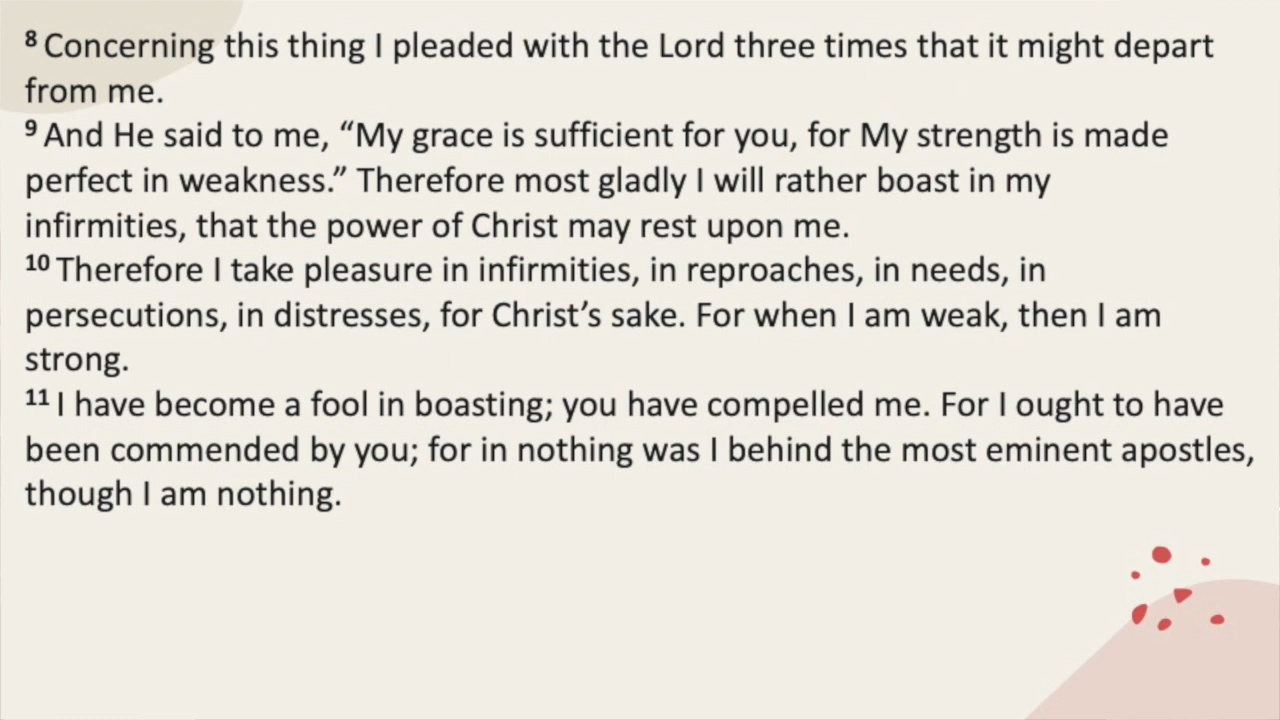 8 Concerning this thing I pleaded with the Lord three times that it might depart
from me.
9 And He said to me, “My grace is sufficient for you, for My strength is made
perfect in weakness.” Therefore most gladly I will rather boast in my
infirmities, that the power of Christ may rest upon me.
10 Therefore I take pleasure in infirmities, in reproaches, in needs, in
persecutions, in distresses, for Christ’s sake. For when I am weak, then I am
strong.
11 I have become a fool in boasting; you have compelled me. For I ought to have
been commended by you; for in nothing was I behind the most eminent apostles,
though I am nothing.